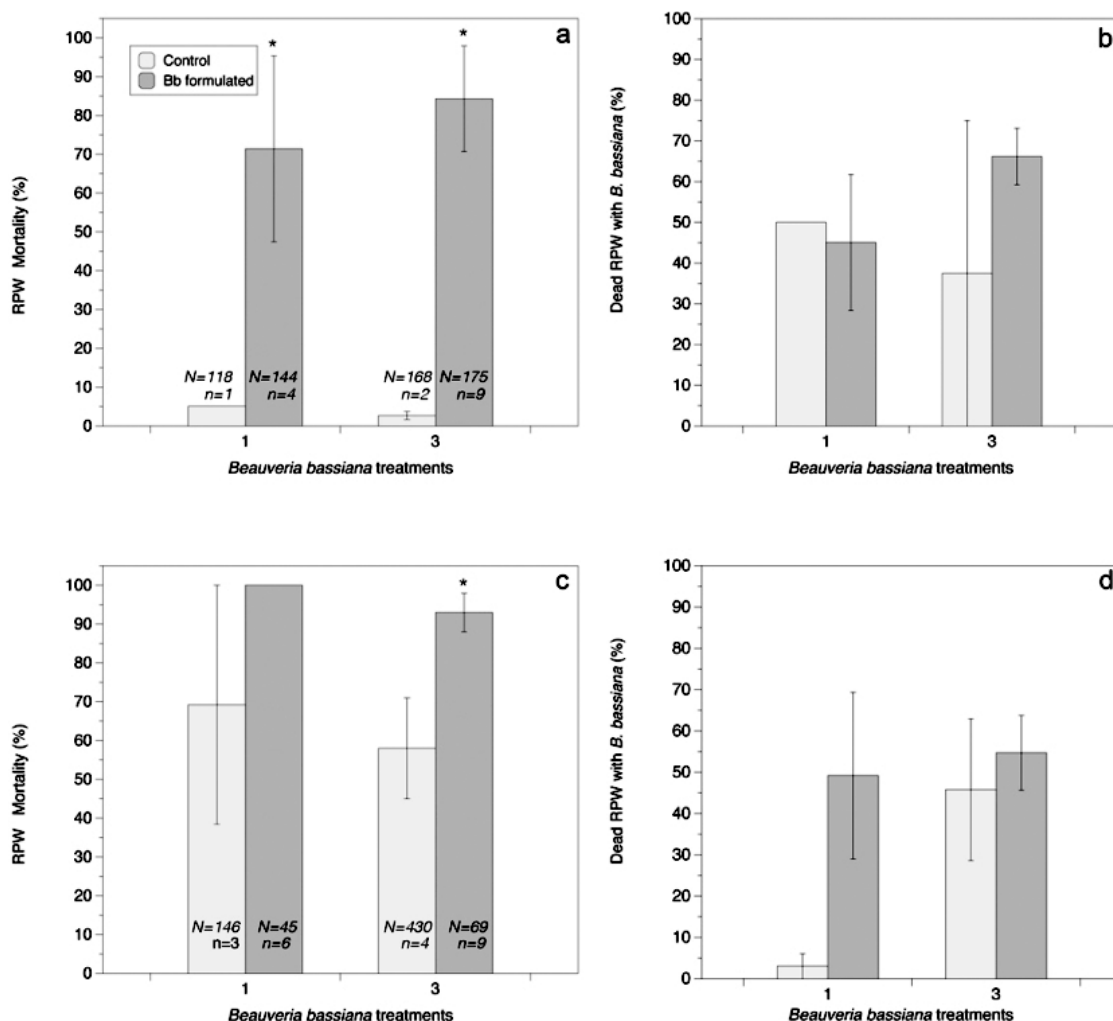 a
RPW Mortality (%)
100
90
80
70
60
50
40
30
20
10
0
Control
Bb formulated
*
*
N=118
n=1
N=144
n=4
N=168
n=2
N=175
n=9
1
3
Beauveria bassiana treatments
b
Dead RPW with B. bassiana (%)
100
90
80
70
60
50
40
30
20
10
0
1
3
Beauveria bassiana treatments
c
RPW Mortality (%)
100
90
80
70
60
50
40
30
20
10
0
*
N=146
n=3
N=45
n=6
N=430
n=4
N=69
n=9
1
3
Beauveria bassiana treatments
d
Dead RPW with B. bassiana (%)
100
90
80
70
60
50
40
30
20
10
0
1
3
Beauveria bassiana treatments